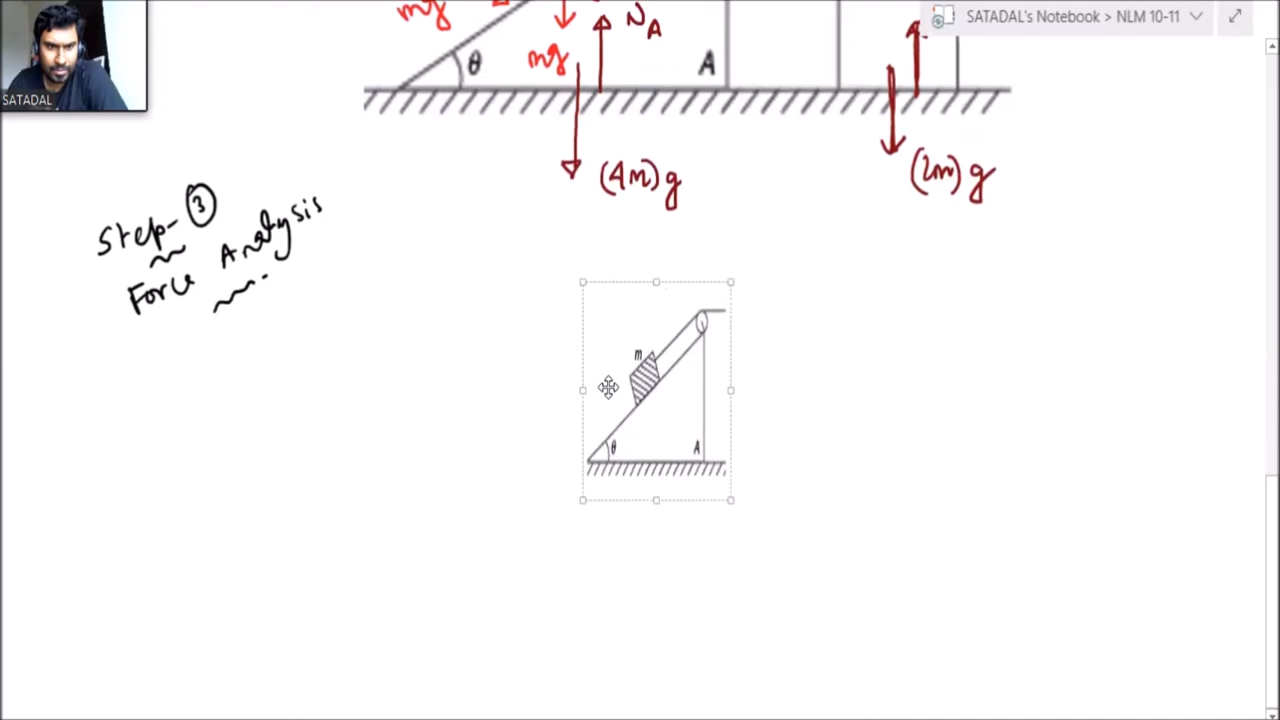 SATADAL's Notebook > NLM 10-11
SATADAL
mg
mg
N_A
θ
A
(4m)g
(2m)g
Step-③
Force Analysis
m
θ
A